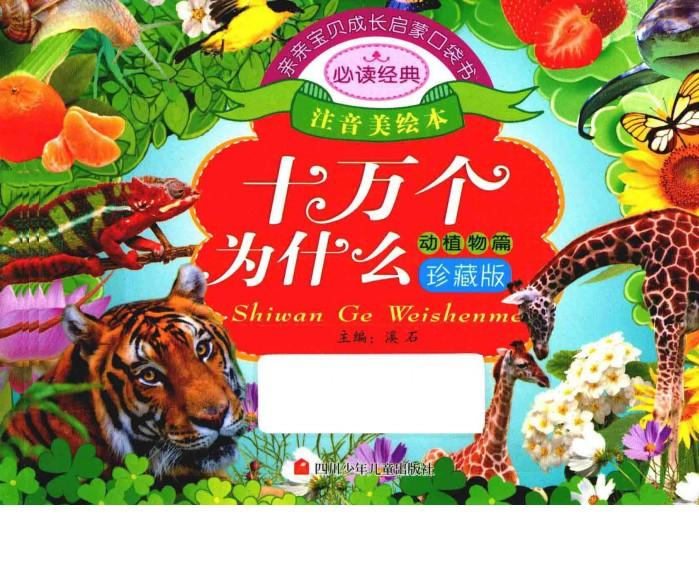 亲亲宝贝成长启蒙口袋书
必读经典
注音美绘本
十万个
为什么
动植物篇
珍藏版
Shiwan Ge Weishenme
主编：溪石
四川少年儿童出版社